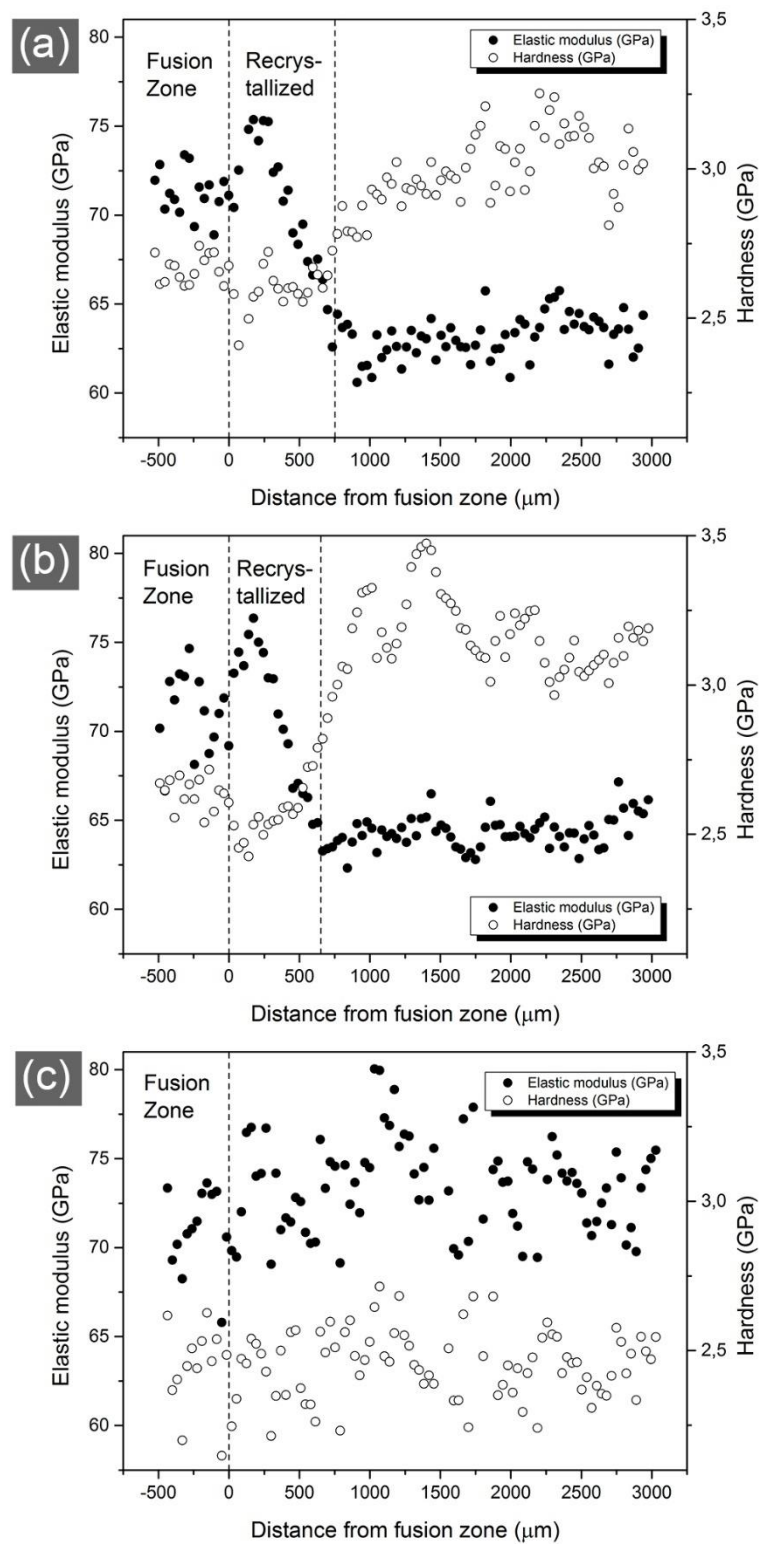 (a)
80
75
70
65
60
Elastic modulus (GPa)
Fusion
Zone
Recrys-
tallized
Elastic modulus (GPa)
Hardness (GPa)
3,5
3,0
2,5
Hardness (GPa)
-500 0 500 1000 1500 2000 2500 3000
Distance from fusion zone (μm)
(b)
80
75
70
65
60
Elastic modulus (GPa)
Fusion
Zone
Recrys-
tallized
Elastic modulus (GPa)
Hardness (GPa)
3,5
3,0
2,5
Hardness (GPa)
-500 0 500 1000 1500 2000 2500 3000
Distance from fusion zone (μm)
(c)
80
75
70
65
60
Elastic modulus (GPa)
Fusion
Zone
Elastic modulus (GPa)
Hardness (GPa)
3,5
3,0
2,5
Hardness (GPa)
-500 0 500 1000 1500 2000 2500 3000
Distance from fusion zone (μm)